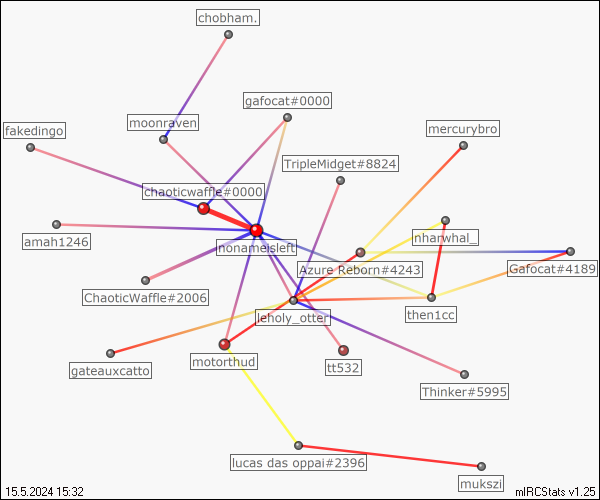 chobham.
gafocat#0000
moonraven
fakedingo
mercurybro
TripleMidget#8824
chaoticwaffle#0000
nharwhal_
amah1246
nonameisleft
Azure Reborn#4243
Gafocat#4189
ChaoticWaffle#2006
leholy_otter
then1cc
motorthud
tt532
gateauxcatto
Thinker#5995
lucas das oppai#2396
mukszi
15.5.2024 15:32
mIRCStats v1.25